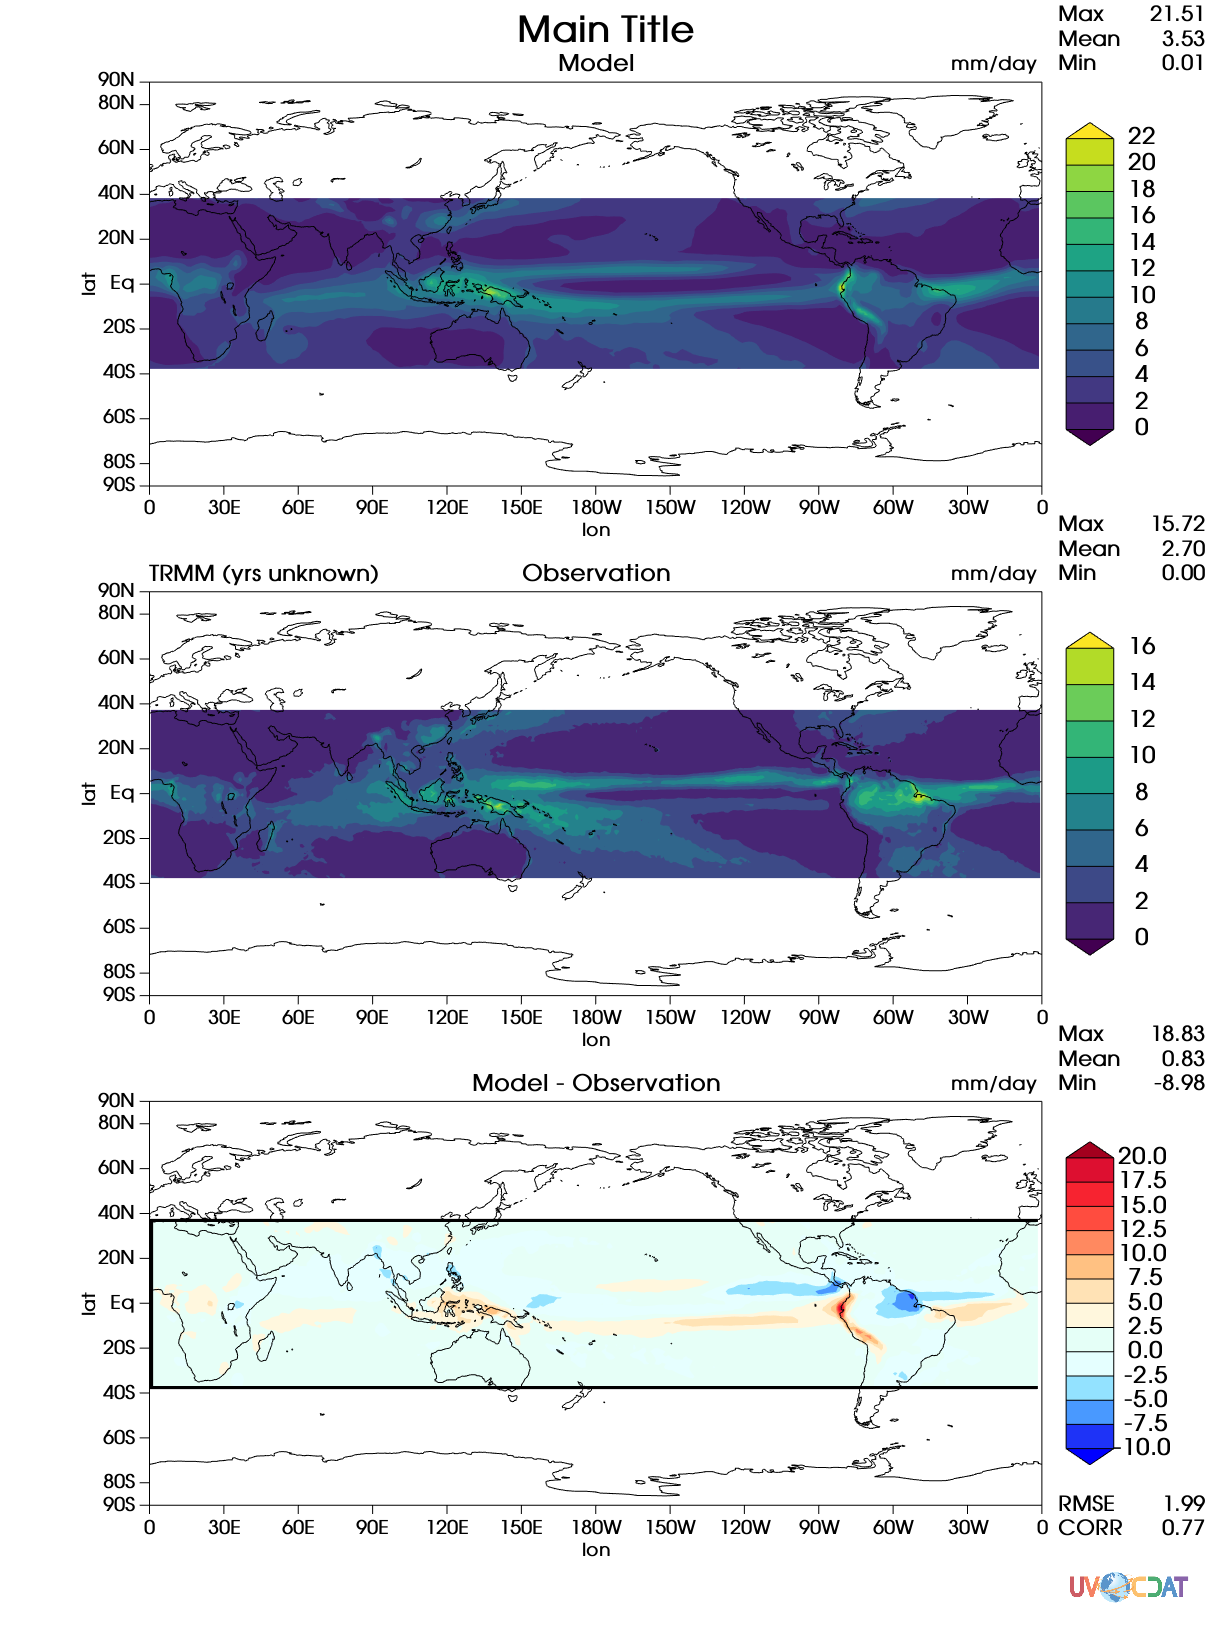 Main Title
Model
mm/day
Max 21.51
Mean 3.53
Min 0.01
90N
80N
60N
40N
20N
Eq
20S
40S
60S
80S
90S
lat
0 30E 60E 90E 120E 150E 180W 150W 120W 90W 60W 30W 0
lon
22
20
18
16
14
12
10
8
6
4
2
0
TRMM (yrs unknown)
Observation
mm/day
Max 15.72
Mean 2.70
Min 0.00
90N
80N
60N
40N
20N
Eq
20S
40S
60S
80S
90S
lat
0 30E 60E 90E 120E 150E 180W 150W 120W 90W 60W 30W 0
lon
16
14
12
10
8
6
4
2
0
Model - Observation
mm/day
Max 18.83
Mean 0.83
Min -8.98
90N
80N
60N
40N
20N
Eq
20S
40S
60S
80S
90S
lat
0 30E 60E 90E 120E 150E 180W 150W 120W 90W 60W 30W 0
lon
20.0
17.5
15.0
12.5
10.0
7.5
5.0
2.5
0.0
-2.5
-5.0
-7.5
-10.0
RMSE 1.99
CORR 0.77
UV CDAT